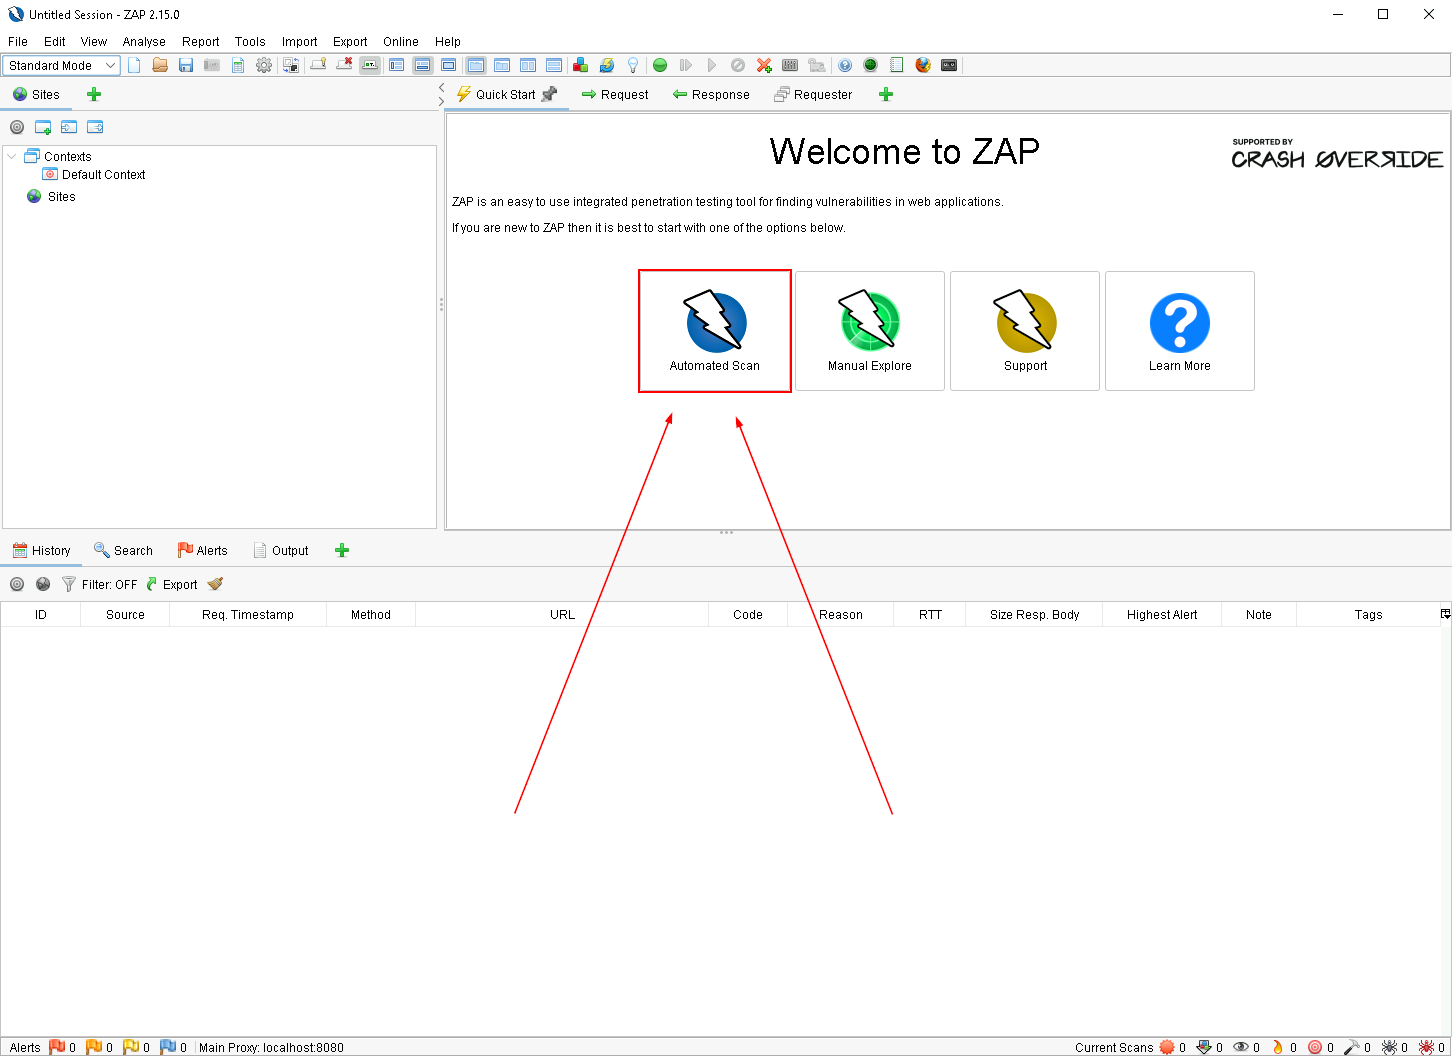 Untitled Session - ZAP 2.15.0
File Edit View Analyse Report Tools Import Export Online Help
Standard Mode
Sites
Quick Start Request Response Requester
Contexts
Default Context
Sites
Welcome to ZAP
SUPPORTED BY
CRASH OVERRIDE
ZAP is an easy to use integrated penetration testing tool for finding vulnerabilities in web applications.
If you are new to ZAP then it is best to start with one of the options below.
Automated Scan Manual Explore Support Learn More
History Search Alerts Output
Filter: OFF Export
ID Source Req. Timestamp Method URL Code Reason RTT Size Resp. Body Highest Alert Note Tags
Alerts 0 0 0 0 Main Proxy: localhost:8080 Current Scans 0 0 0 0 0 0 0 0